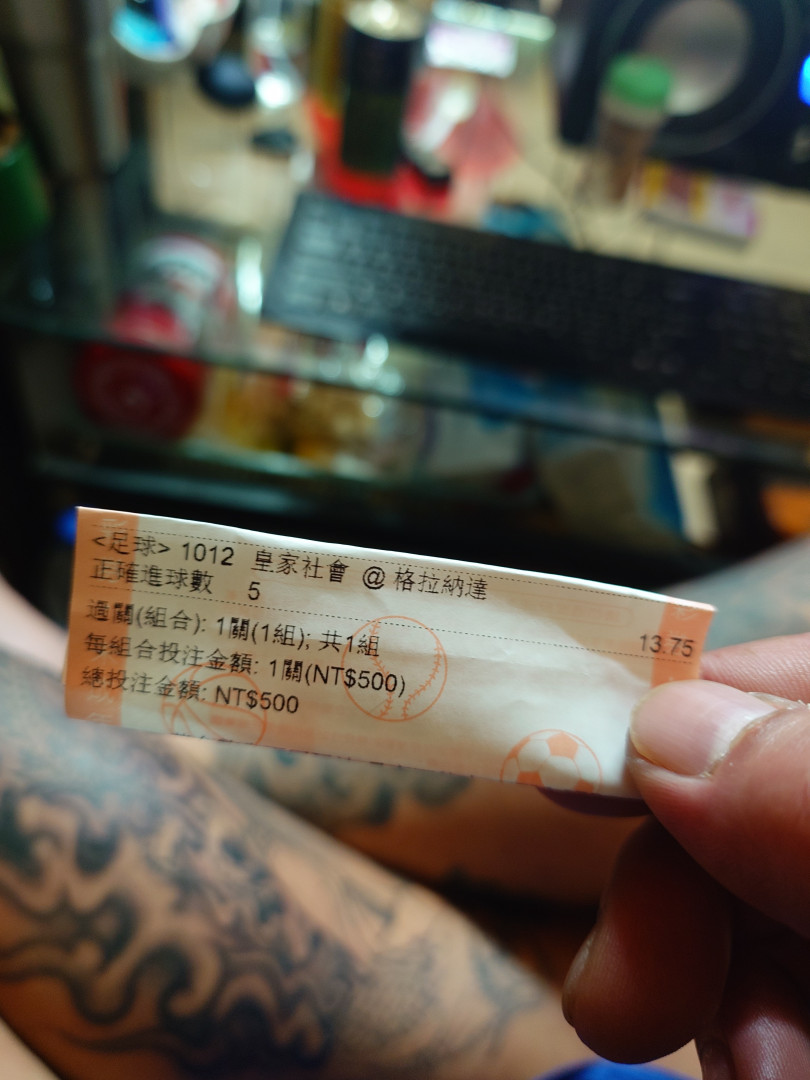 <足球> 1012 皇家社會 @ 格拉納達
正確進球數 5
13.75
過關(組合): 1關(1組); 共1組
每組合投注金額: 1關(NT$500)
總投注金額: NT$500